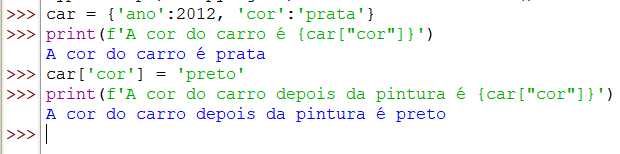 >>> car = {'ano':2012, 'cor':'prata'}
>>> print(f'A cor do carro é {car["cor"]}')
A cor do carro é prata
>>> car['cor'] = 'preto'
>>> print(f'A cor do carro depois da pintura é {car["cor"]}')
A cor do carro depois da pintura é preto
>>>